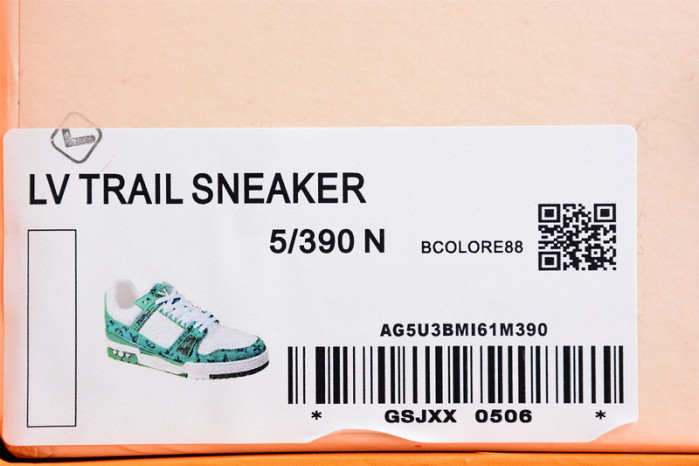 LV TRAIL SNEAKER
5/390 N
BCOLORE88
AG5U3BMI61M390
* GSJXX 0506 *